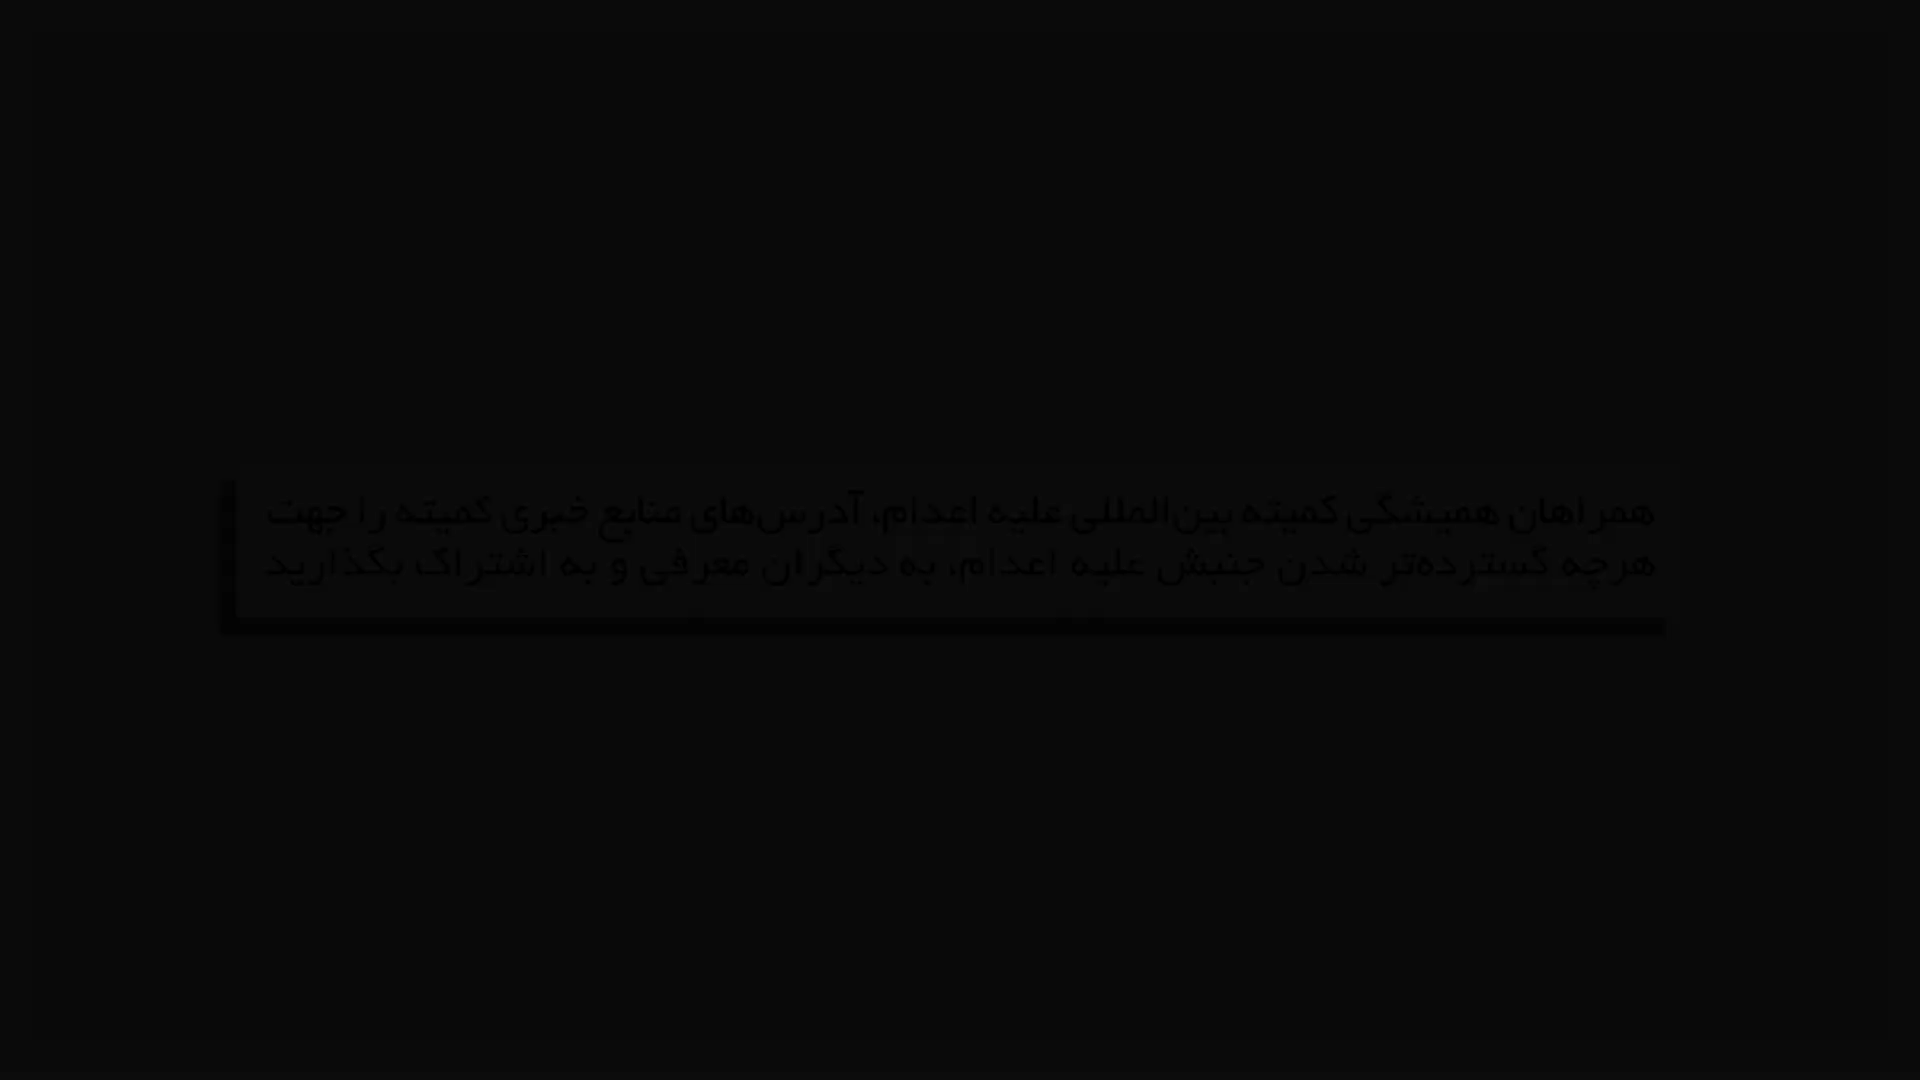 همراهان همیشگی کمیته بین‌المللی علیه اعدام، آدرس‌های منابع خبری کمیته را جهت
هرچه گسترده‌تر شدن جنبش علیه اعدام، به دیگران معرفی و به اشتراک بگذارید